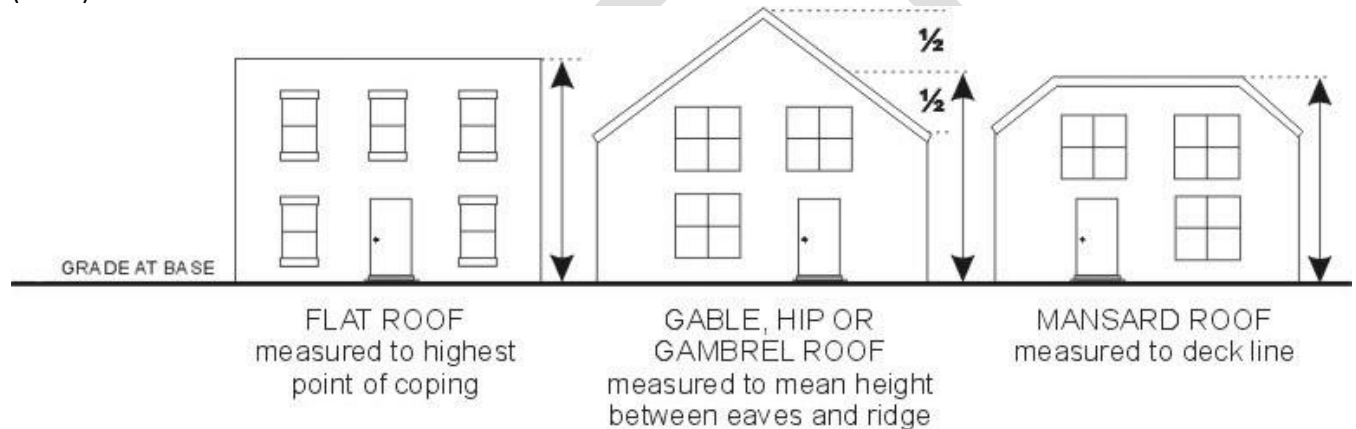 ½
½
GRADE AT BASE
FLAT ROOF
measured to highest
point of coping
GABLE, HIP OR
GAMBREL ROOF
measured to mean height
between eaves and ridge
MANSARD ROOF
measured to deck line